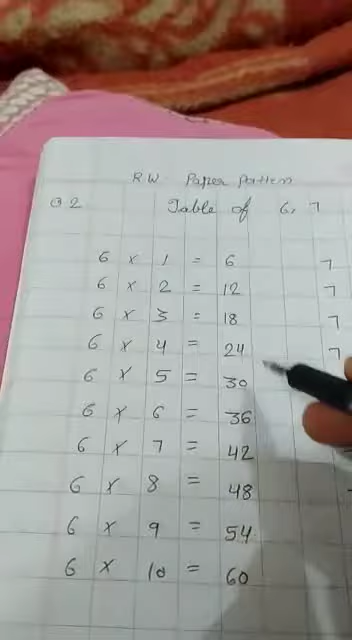 R W Paper Pattern
Q 2 Table of 6, 7
6 × 1 = 6 7
6 × 2 = 12 7
6 × 3 = 18 7
6 × 4 = 24 7
6 × 5 = 30
6 × 6 = 36
6 × 7 = 42
6 × 8 = 48
6 × 9 = 54
6 × 10 = 60